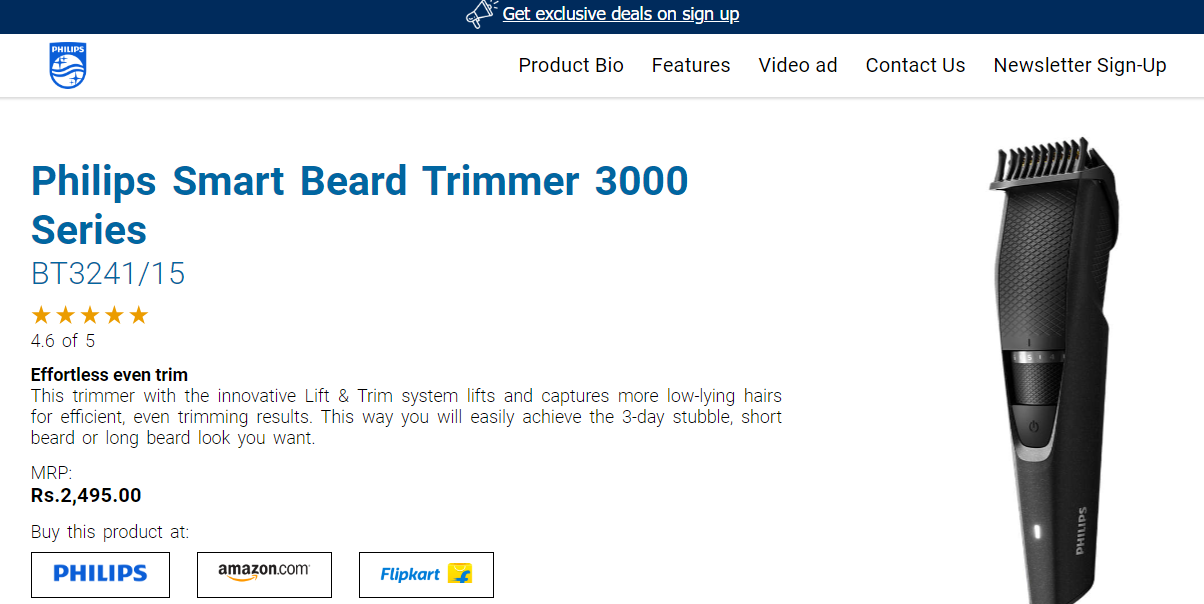 Get exclusive deals on sign up
PHILIPS
Product Bio Features Video ad Contact Us Newsletter Sign-Up
Philips Smart Beard Trimmer 3000
Series
BT3241/15
4.6 of 5
Effortless even trim
This trimmer with the innovative Lift & Trim system lifts and captures more low-lying hairs
for efficient, even trimming results. This way you will easily achieve the 3-day stubble, short
beard or long beard look you want.
MRP:
Rs.2,495.00
Buy this product at:
PHILIPS amazon.com Flipkart
5
PHILIPS